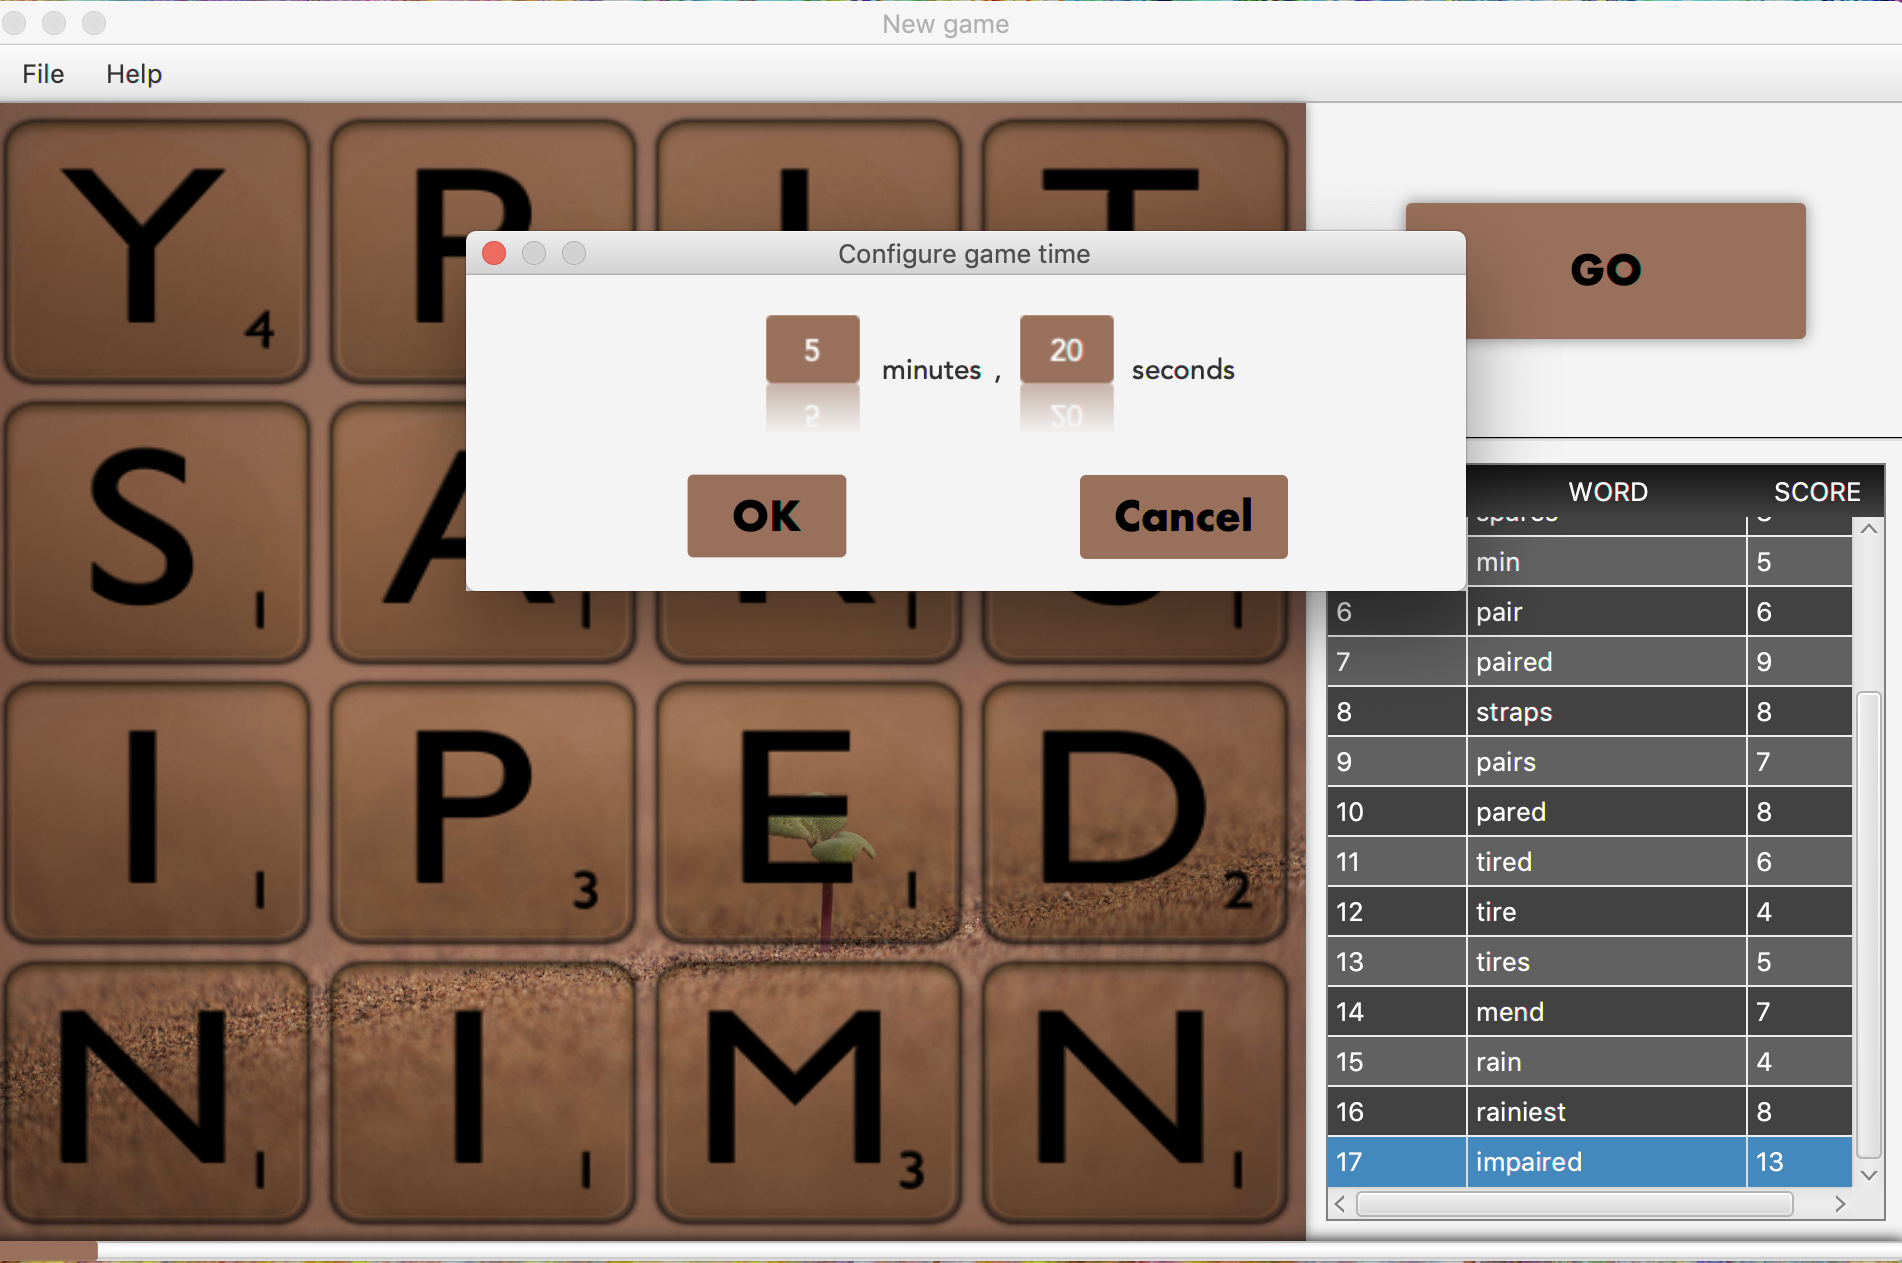 New game
File Help
Y 4 P I T
Configure game time
5 minutes , 20 seconds
5 20
OK Cancel
GO
S 1 A 1 1 1
I 1 P 3 E 1 D 2
N 1 I 1 M 3 N 1
WORD SCORE
min 5
6 pair 6
7 paired 9
8 straps 8
9 pairs 7
10 pared 8
11 tired 6
12 tire 4
13 tires 5
14 mend 7
15 rain 4
16 rainiest 8
17 impaired 13